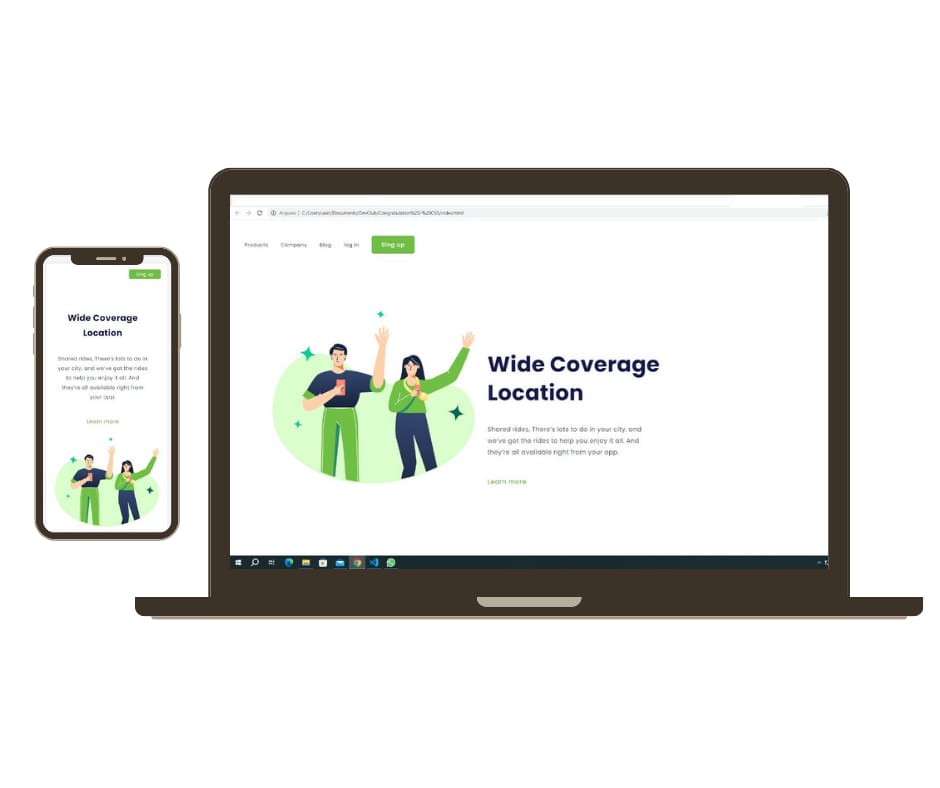 Sing up
Wide Coverage
Location
Shared rides, There's lots to do in
your city, and we've got the rides
to help you enjoy it all. And
they're all available right from
your app.
Learn more
Arquivo | C:/Users/user/Documents/DevClub/Congratulation%20-%20CSS/index.html
Products Company Blog log in Sing up
Wide Coverage
Location
Shared rides, There's lots to do in your city, and
we've got the rides to help you enjoy it all. And
they're all available right from your app.
Learn more